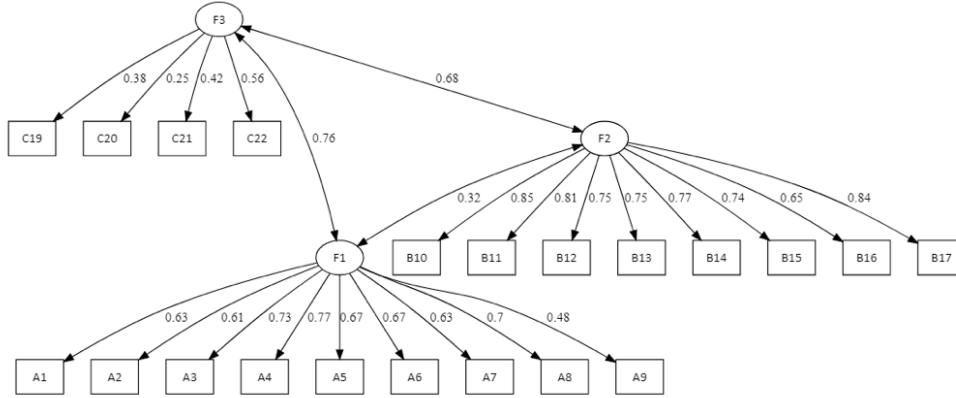 F3
0.38 0.25 0.42 0.56 0.68
C19 C20 C21 C22 0.76 F2
0.32 0.85 0.81 0.75 0.75 0.77 0.74 0.65 0.84
F1 B10 B11 B12 B13 B14 B15 B16 B17
0.63 0.61 0.73 0.77 0.67 0.67 0.63 0.7 0.48
A1 A2 A3 A4 A5 A6 A7 A8 A9